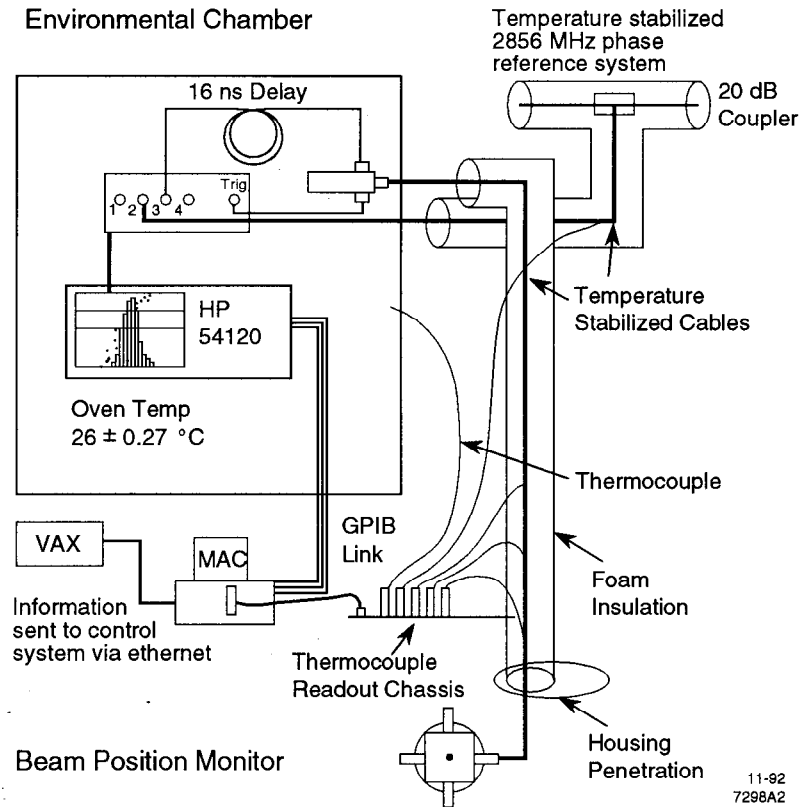 Environmental Chamber
Temperature stabilized
2856 MHz phase
reference system
20 dB
Coupler
16 ns Delay
Trig
1 2 3 4
HP
54120
Temperature
Stabilized Cables
Oven Temp
26 ± 0.27 °C
Thermocouple
GPIB
Link
VAX
MAC
Foam
Insulation
Information
sent to control
system via ethernet
Thermocouple
Readout Chassis
Housing
Penetration
Beam Position Monitor
11-92
7298A2